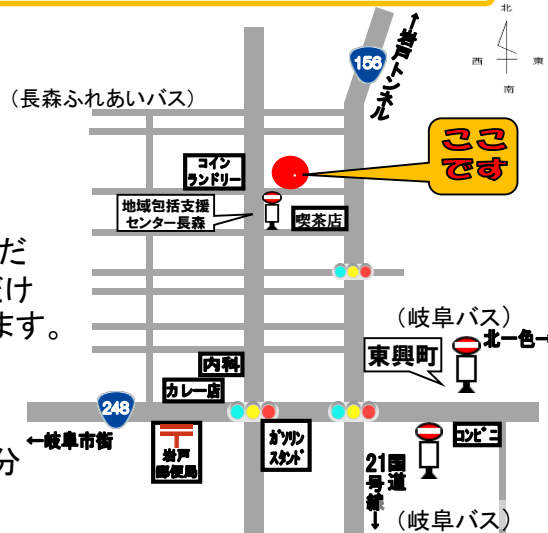 北
西 東
南
156
↑岩戸トンネル
（長森ふれあいバス）
ここ
です
コイン
ランドリー
地域包括支援
センター長森
喫茶店
だ
だけ
ます。
（岐阜バス）
北一色→
東興町
内科
カレー店
248
←岐阜市街
岩戸
郵便局
ガソリン
スタンド
コンビニ
分
国道
21号線
↓
（岐阜バス）